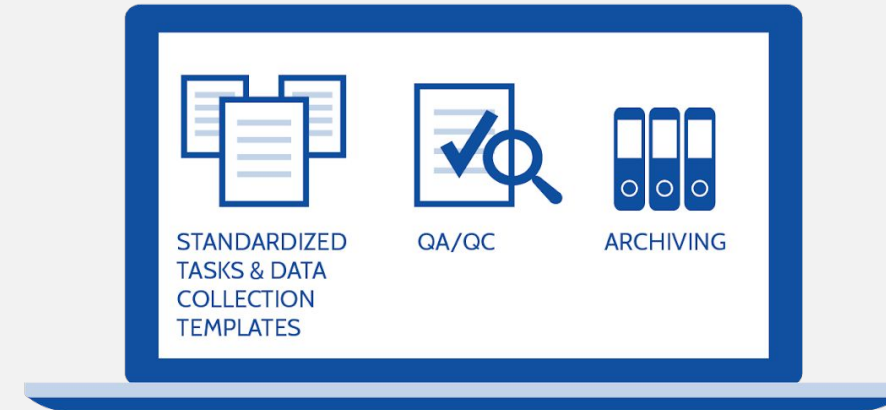 STANDARDIZED
TASKS & DATA
COLLECTION
TEMPLATES
QA/QC
ARCHIVING